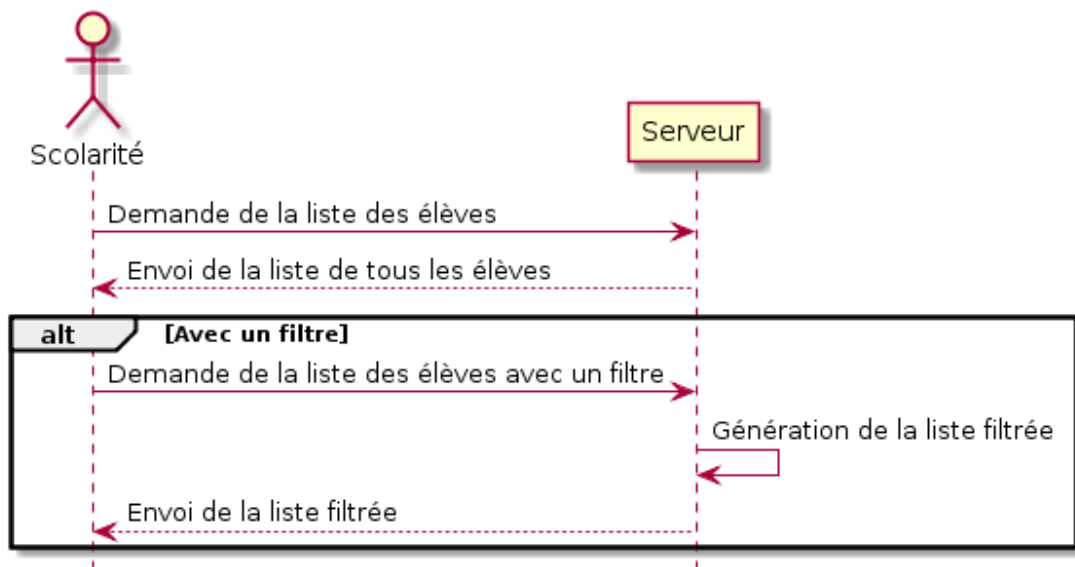 Scolarité
Serveur
Demande de la liste des élèves
Envoi de la liste de tous les élèves
alt [Avec un filtre]
Demande de la liste des élèves avec un filtre
Génération de la liste filtrée
Envoi de la liste filtrée